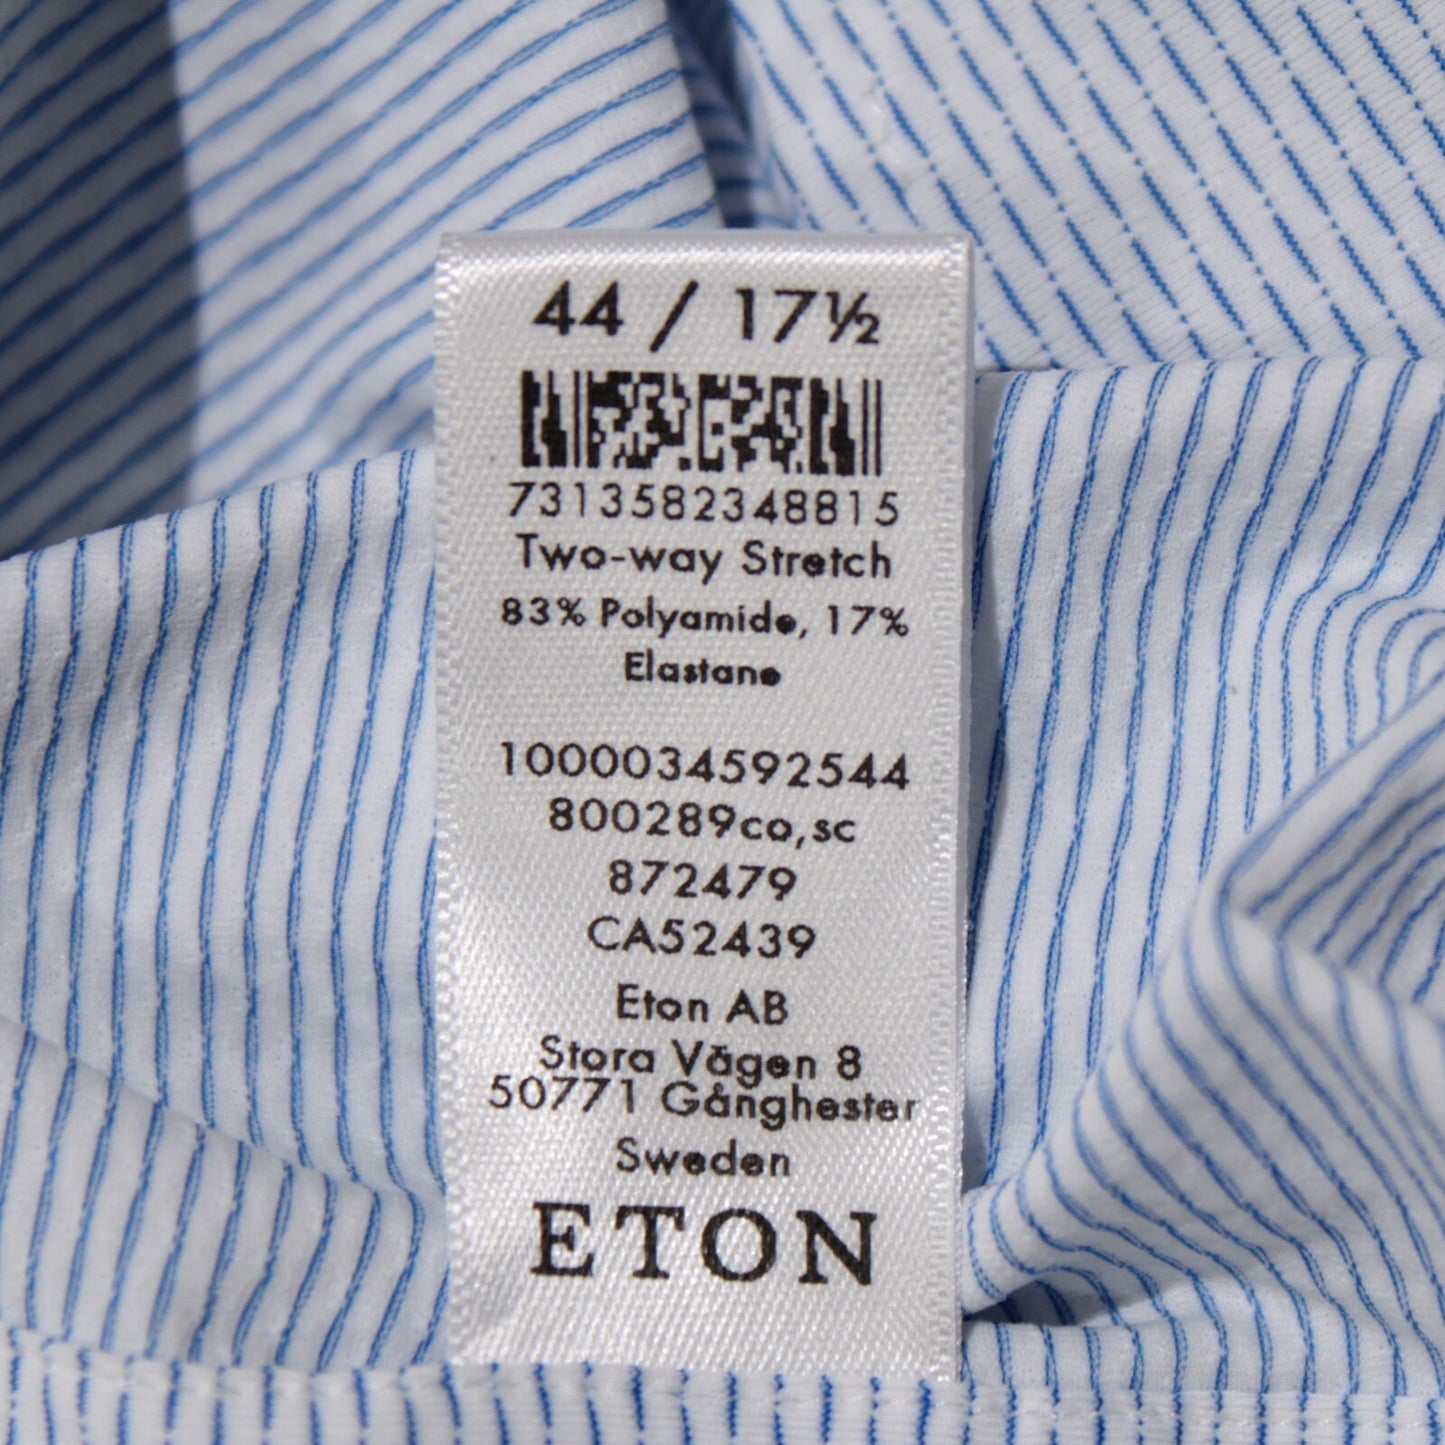 44 / 17½
7313582348815
Two-way Stretch
83% Polyamide, 17%
Elastane
1000034592544
800289co,sc
872479
CA52439
Eton AB
Stora Vägen 8
50771 Gånghester
Sweden
ETON